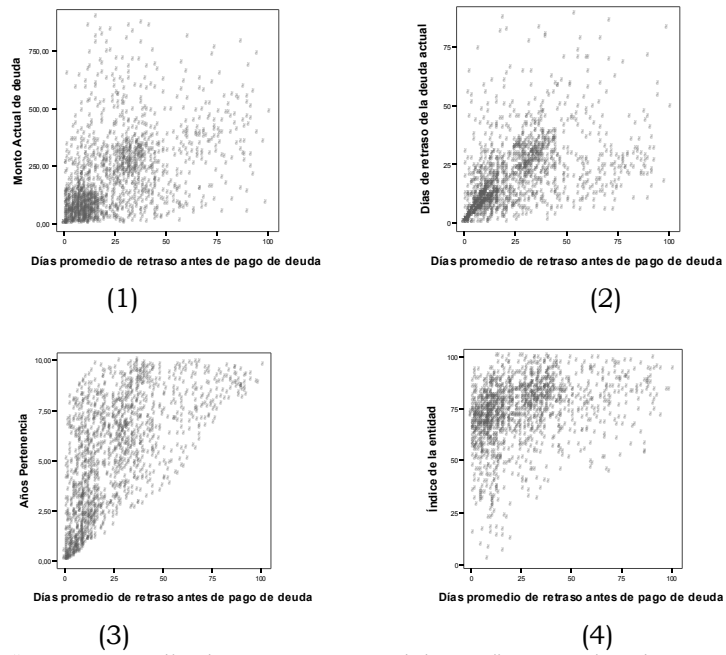 Monto Actual de deuda
750,00
500,00
250,00
0,00
0 25 50 75 100
Días promedio de retraso antes de pago de deuda
(1)
Días de retraso de la deuda actual
75
50
25
0
0 25 50 75 100
Días promedio de retraso antes de pago de deuda
(2)
Años Pertenencia
10,00
7,50
5,00
2,50
0,00
0 25 50 75 100
Días promedio de retraso antes de pago de deuda
(3)
Índice de la entidad
100
75
50
25
0
0 25 50 75 100
Días promedio de retraso antes de pago de deuda
(4)